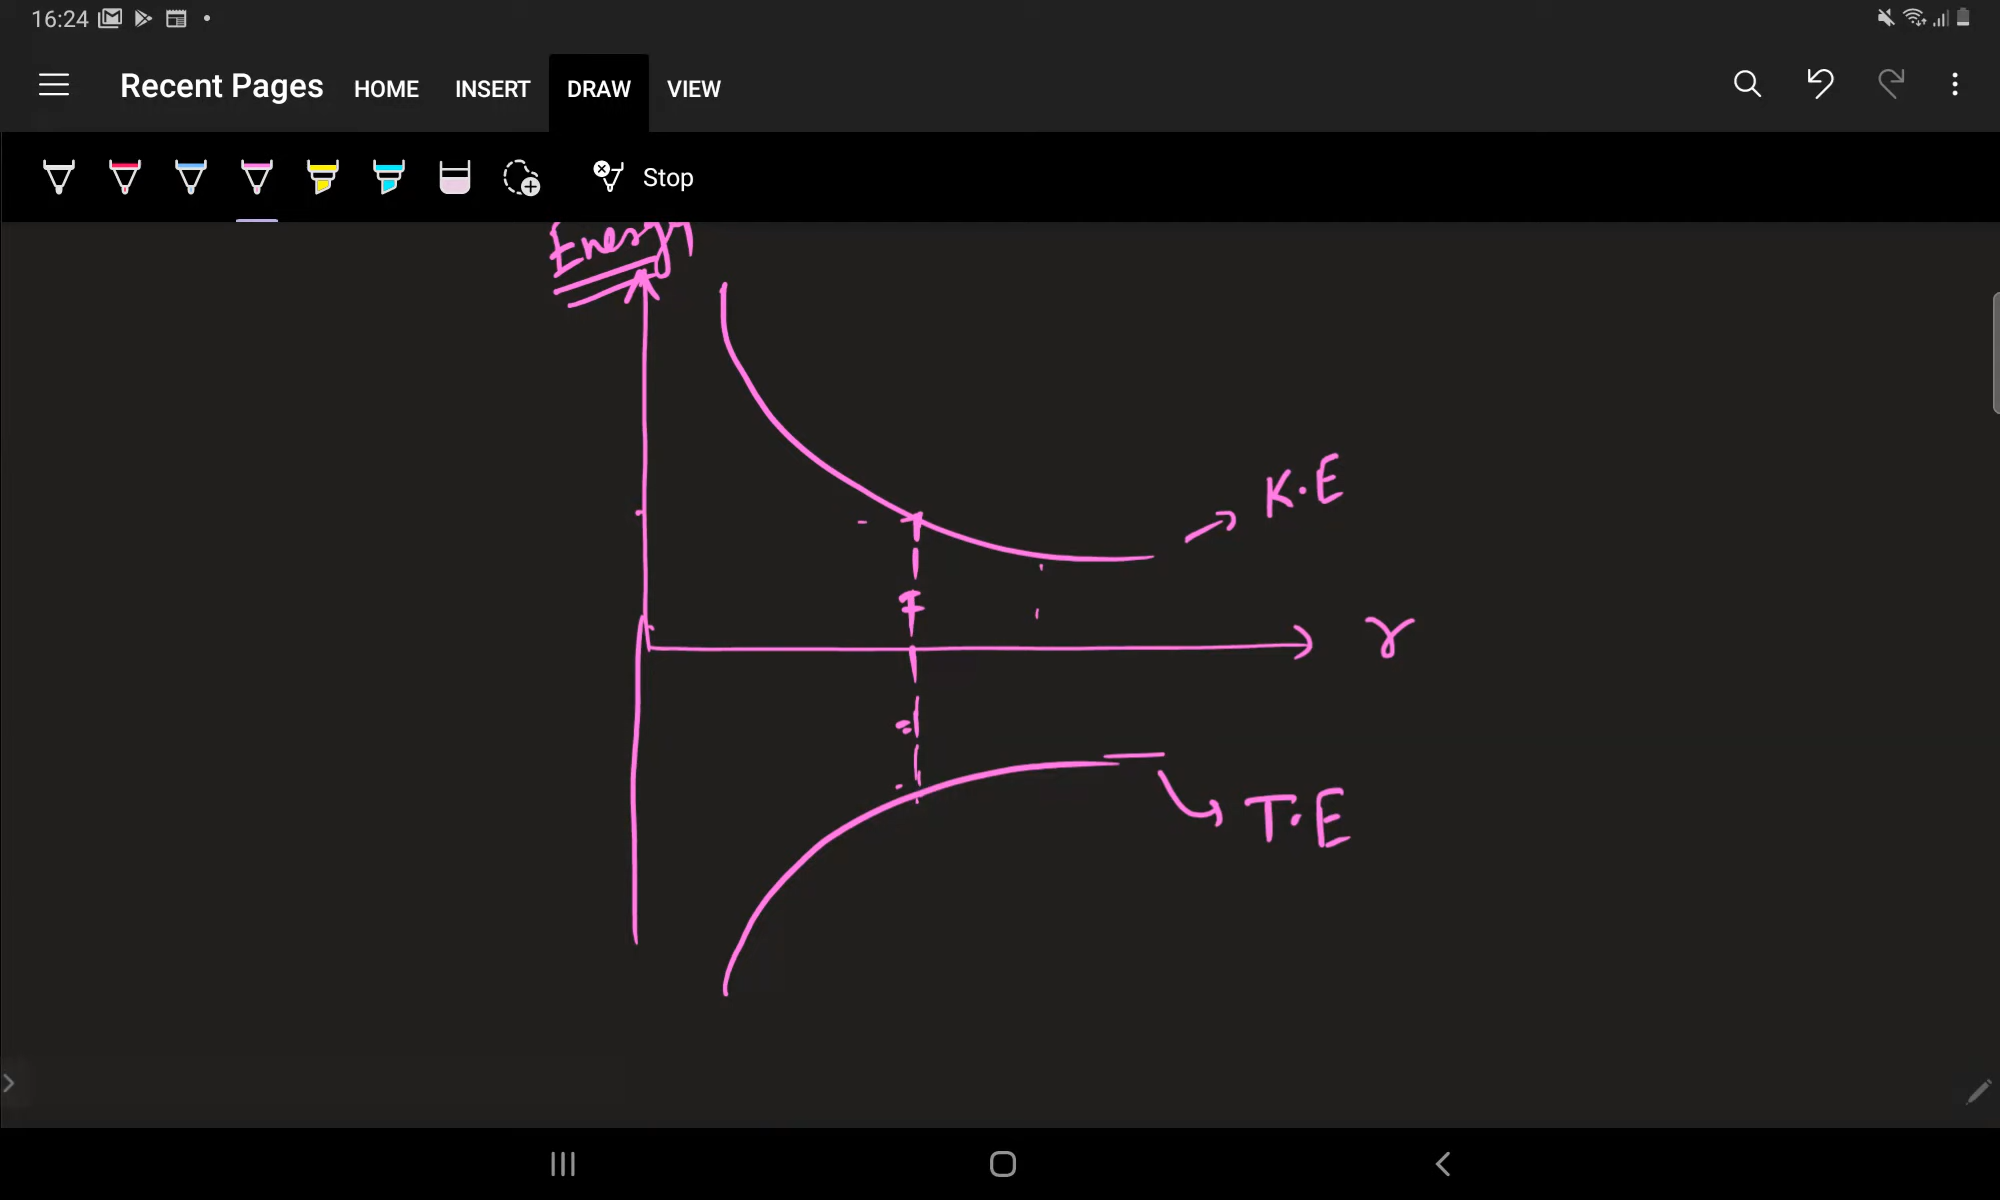 16:24
Recent Pages HOME INSERT DRAW VIEW
Stop
Energy
K.E
r
T.E